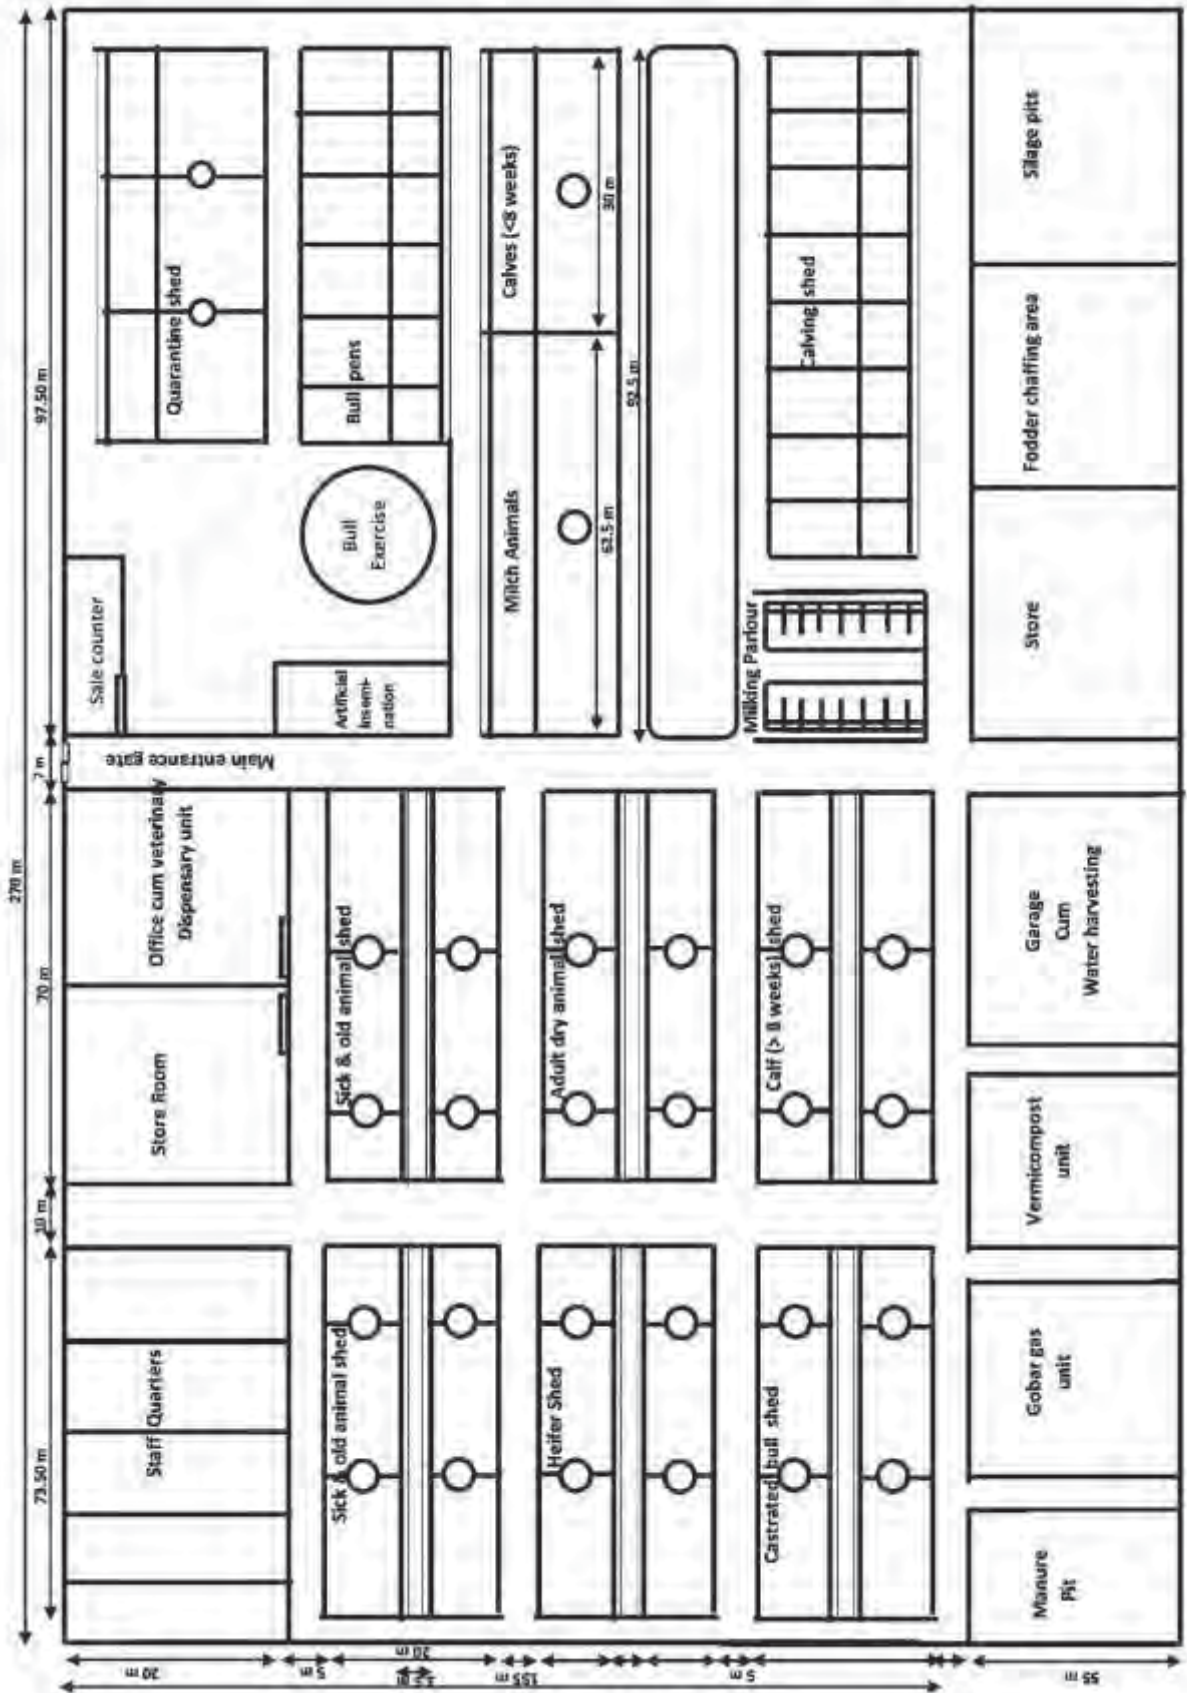 270 m
73.50 m
10 m
70 m
7 m
97.50 m
20 m
Staff Quarters
Store Room
Office cum veterinary
Dispensary unit
Main entrance gate
Sale counter
Quarantine shed
5 m
20 m
Sick & old animal shed
Sick & old animal shed
Artificial
Insemi-
nation
Bull
Exercise
Bull pens
155 m
Heifer Shed
Adult dry animal shed
Milch Animals
Calves (<8 weeks)
62.5 m
30 m
92.5 m
5 m
Castrated bull shed
Calf (> 8 weeks) shed
Milking Parlour
Calving shed
55 m
Manure
Pit
Gobar gas
unit
Vermicompost
unit
Garage
Cum
Water harvesting
Store
Fodder chaffing area
Silage pits